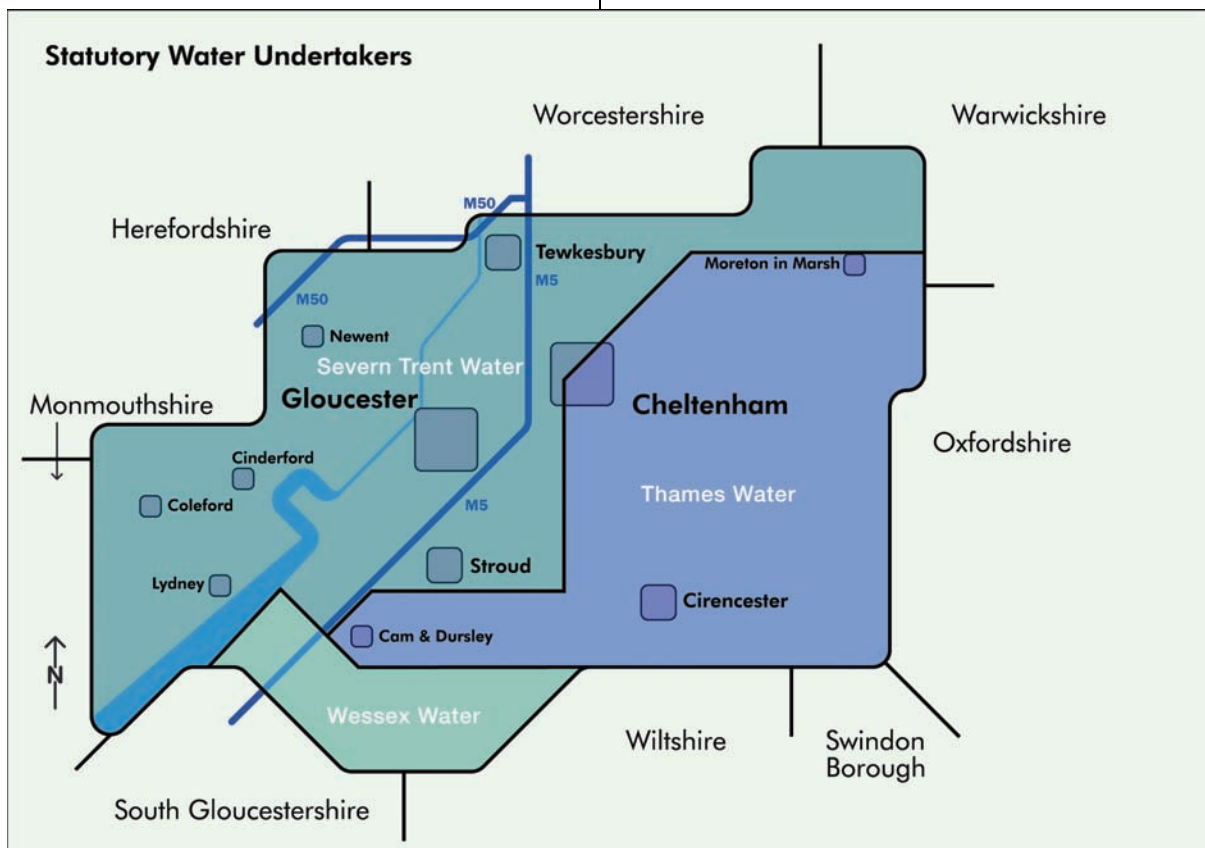 Statutory Water Undertakers
Worcestershire
Warwickshire
Herefordshire
M50
Tewkesbury
Moreton in Marsh
M5
M50
Newent
Severn Trent Water
Gloucester
Cheltenham
Monmouthshire
Oxfordshire
Cinderford
Thames Water
Coleford
M5
Stroud
Lydney
Cirencester
Cam & Dursley
N
Wessex Water
Wiltshire
Swindon
Borough
South Gloucestershire